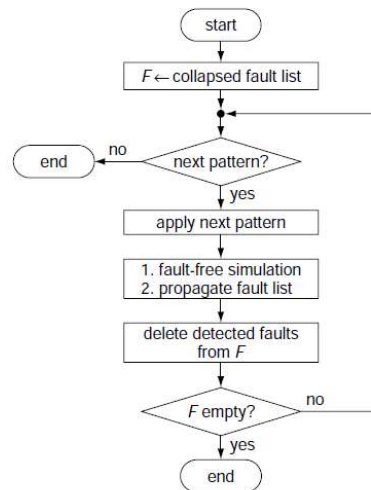 start
F ← collapsed fault list
no
end
next pattern?
yes
apply next pattern
1. fault-free simulation
2. propagate fault list
delete detected faults
from F
no
F empty?
yes
end